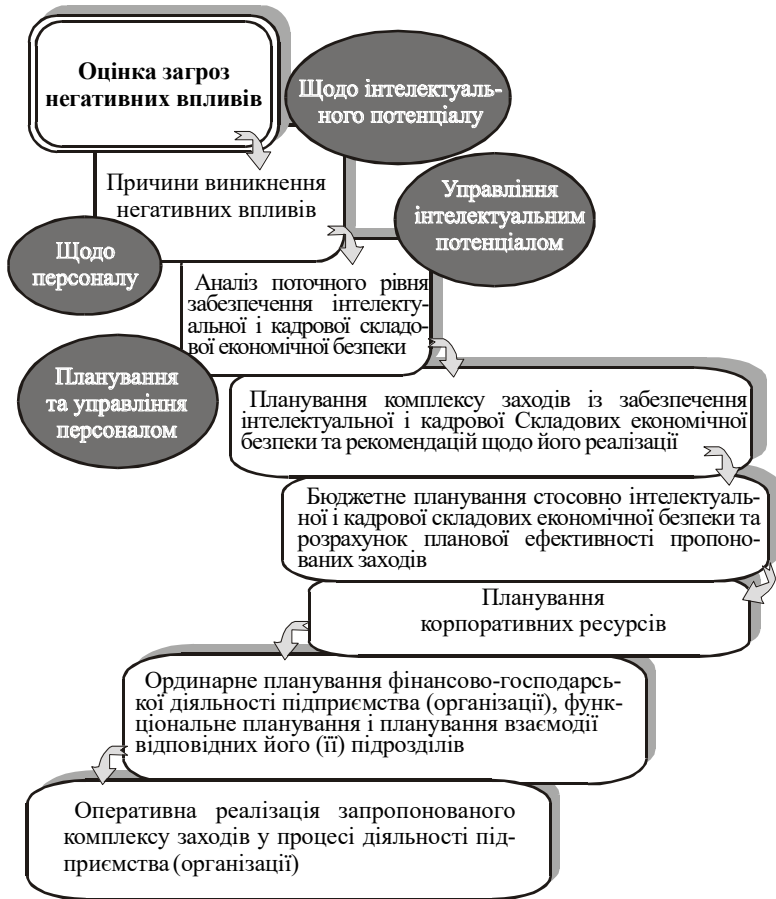 Оцінка загроз
негативних впливів
Щодо інтелектуаль-
ного потенціалу
Причини виникнення
негативних впливів
Управління
інтелектуальним
потенціалом
Щодо
персоналу
Аналіз поточного рівня
забезпечення інтелекту-
альної і кадрової складо-
вої економічної безпеки
Планування
та управління
персоналом
Планування комплексу заходів із забезпечення
інтелектуальної і кадрової Складових економічної
безпеки та рекомендацій щодо його реалізації
Бюджетне планування стосовно інтелектуаль-
ної і кадрової складових економічної безпеки та
розрахунок планової ефективності пропоно-
ваних заходів
Планування
корпоративних ресурсів
Ординарне планування фінансово-господарсь-
кої діяльності підприємства (організації), функ-
ціональне планування і планування взаємодії
відповідних його (її) підрозділів
Оперативна реалізація запропонованого
комплексу заходів у процесі діяльності під-
приємства (організації)